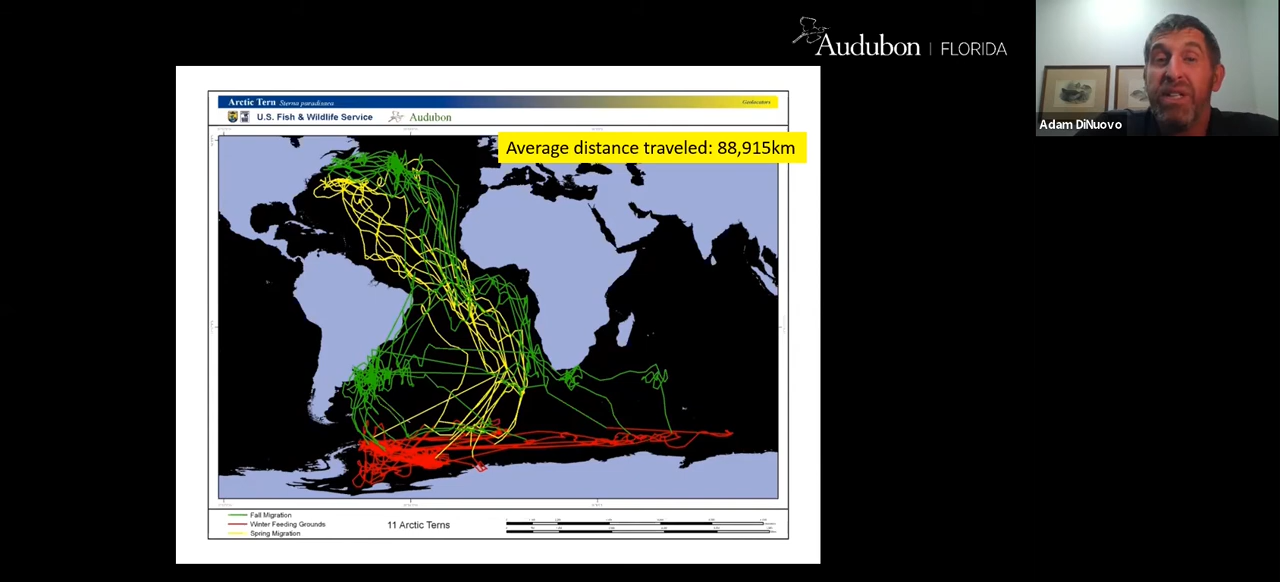 Audubon | FLORIDA
Adam DiNuovo
Arctic Tern Sterna paradisaea
Geolocators
U.S. Fish & Wildlife Service
Audubon
Average distance traveled: 88,915km
Fall Migration
Winter Feeding Grounds
Spring Migration
11 Arctic Terns